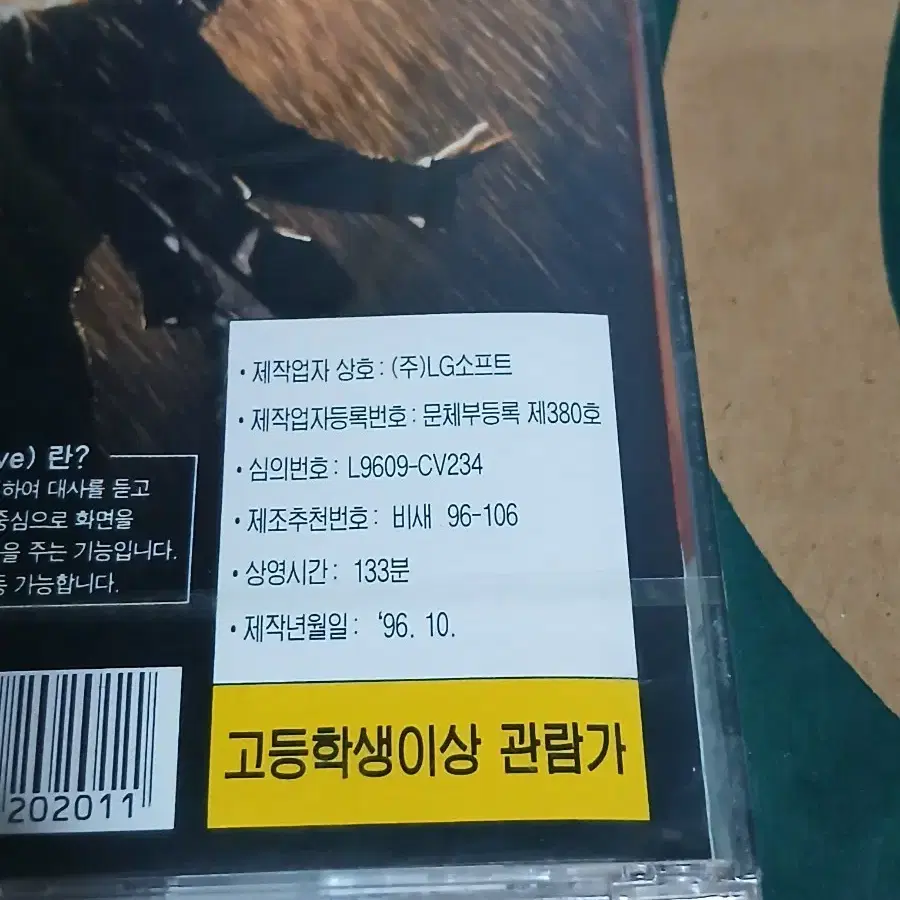 • 제작업자 상호 : (주)LG소프트
• 제작업자등록번호 : 문체부등록 제380호
• 심의번호 : L9609-CV234
• 제조추천번호 : 비새 96-106
• 상영시간 : 133분
• 제작년월일 : '96. 10.
고등학생이상 관람가
ve) 란?
하여 대사를 듣고
중심으로 화면을
을 주는 기능입니다.
가능합니다.
202011